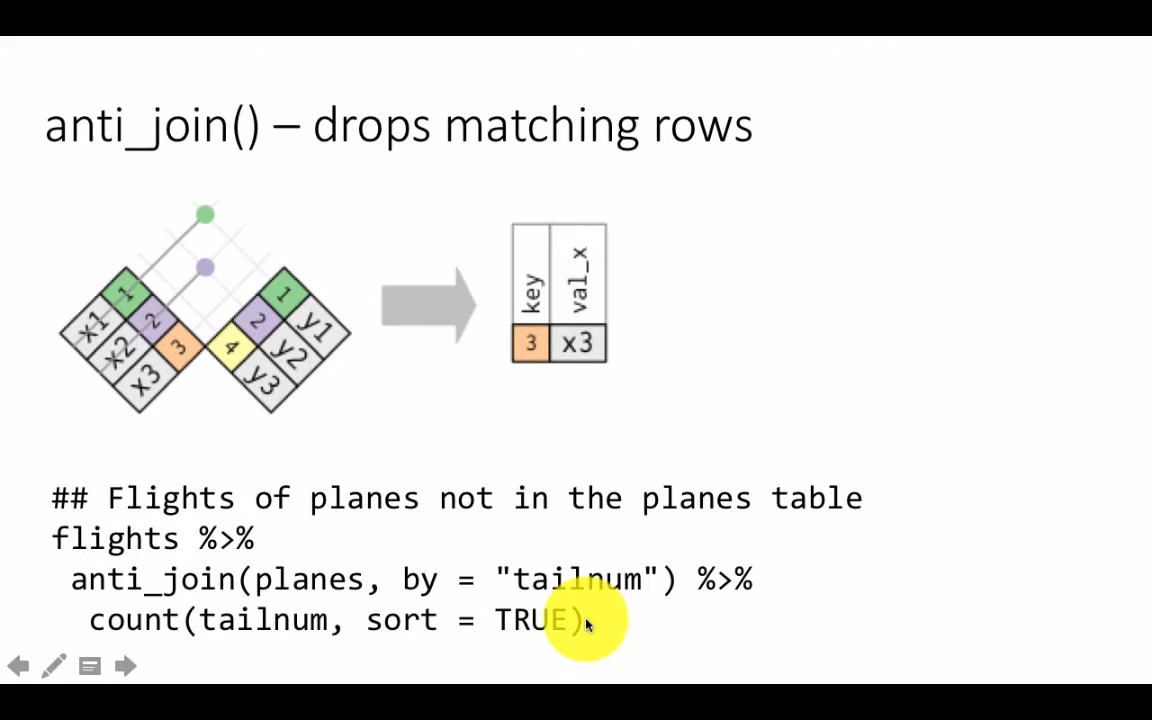 anti_join() – drops matching rows
1
2
3
x1
x2
x3
1
2
4
y1
y2
y3
key val_x
3 x3
## Flights of planes not in the planes table
flights %>%
anti_join(planes, by = "tailnum") %>%
count(tailnum, sort = TRUE)